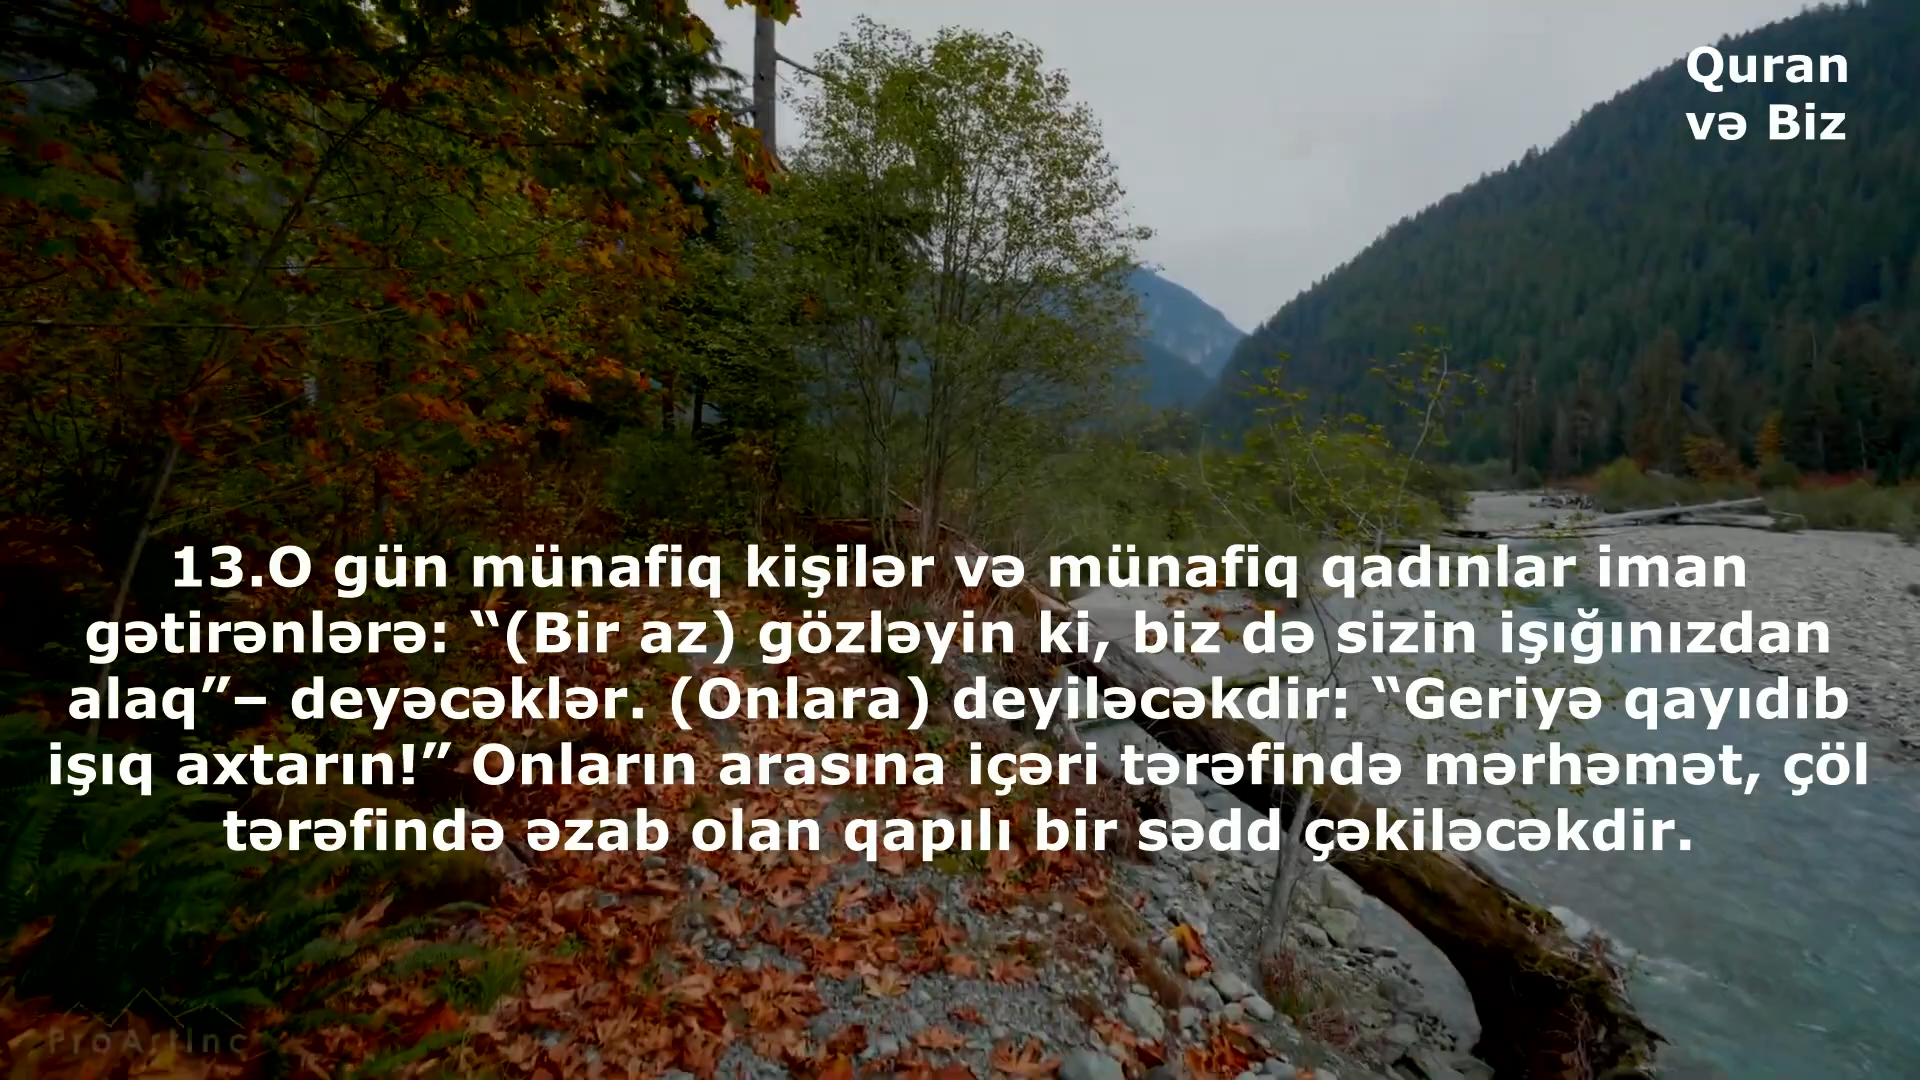 Quran
və Biz
13.O gün münafiq kişilər və münafiq qadınlar iman
gətirənlərə: “(Bir az) gözləyin ki, biz də sizin işığınızdan
alaq”– deyəcəklər. (Onlara) deyiləcəkdir: “Geriyə qayıdıb
işıq axtarın!” Onların arasına içəri tərəfində mərhəmət, çöl
tərəfində əzab olan qapılı bir sədd çəkiləcəkdir.
ProArtInc